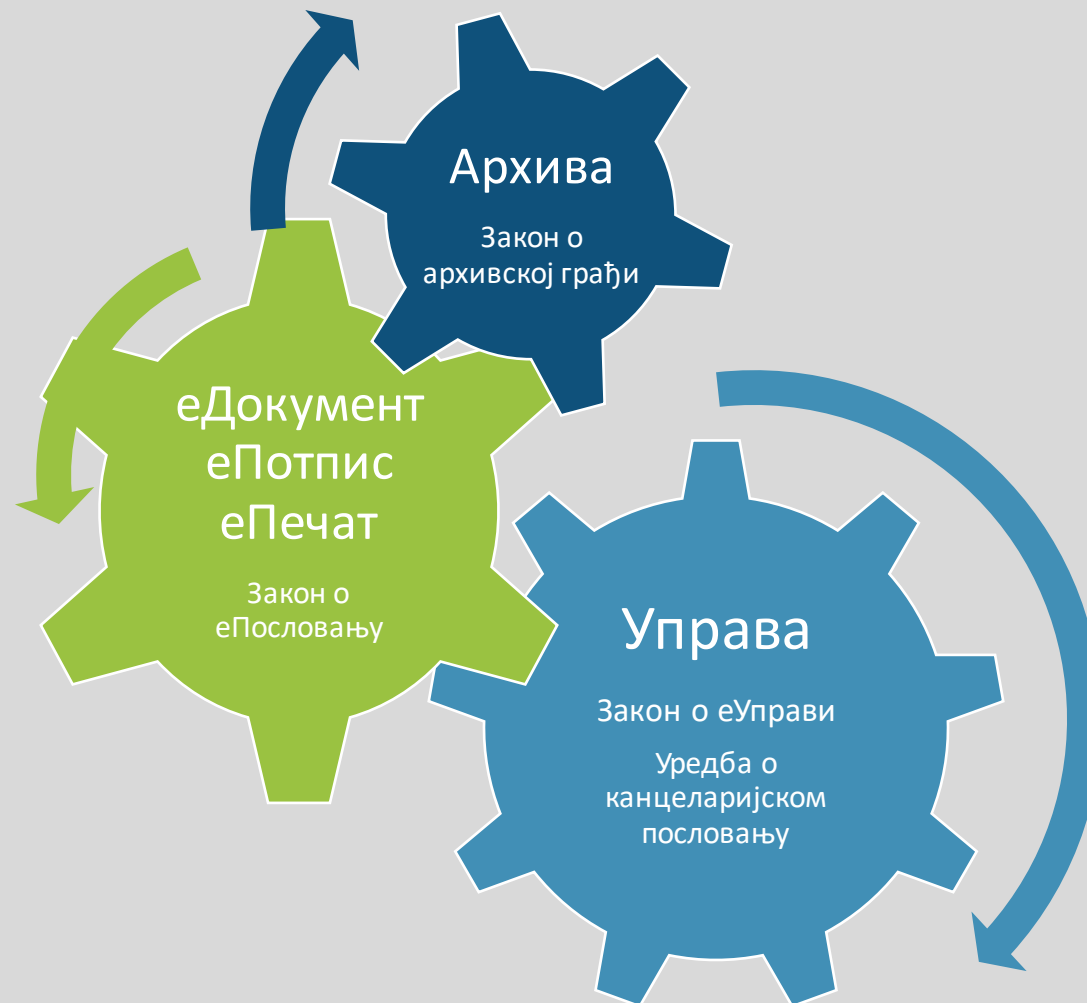 Архива
Закон о
архивској грађи
еДокумент
еПотпис
еПечат
Закон о
еПословању
Управа
Закон о еУправи
Уредба о
канцеларијском
пословању